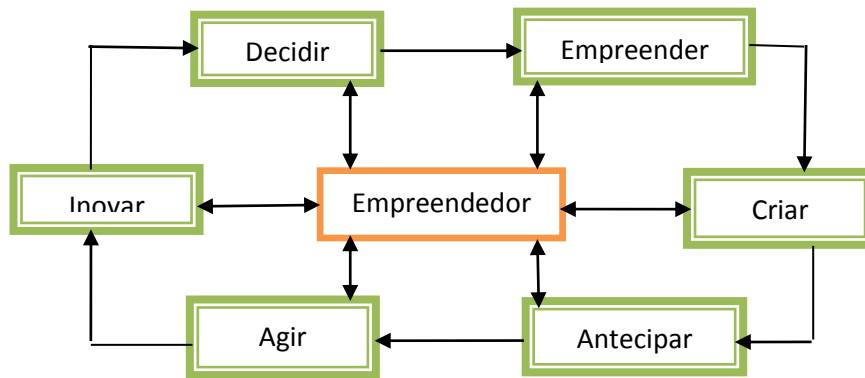 Decidir
Empreender
Inovar
Empreendedor
Criar
Agir
Antecipar